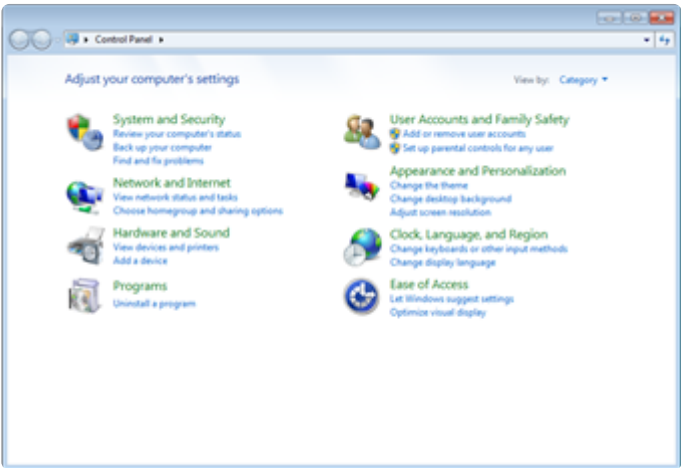 Control Panel
Adjust your computer's settings
View by: Category
System and Security
Review your computer's status
Back up your computer
Find and fix problems
Network and Internet
View network status and tasks
Choose homegroup and sharing options
Hardware and Sound
View devices and printers
Add a device
Programs
Uninstall a program
User Accounts and Family Safety
Add or remove user accounts
Set up parental controls for any user
Appearance and Personalization
Change the theme
Change desktop background
Adjust screen resolution
Clock, Language, and Region
Change keyboards or other input methods
Change display language
Ease of Access
Let Windows suggest settings
Optimize visual display